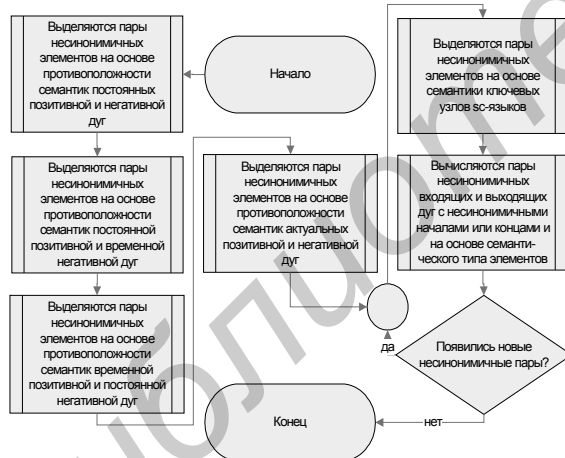 Начало
Выделяются пары
несинонимичных
элементов на основе
противоположности
семантик постоянных
позитивной и негативной
дуг
Выделяются пары
несинонимичных
элементов на основе
противоположности
семантик постоянной
позитивной и временной
негативной дуг
Выделяются пары
несинонимичных
элементов на основе
противоположности
семантик временной
позитивной и постоянной
негативной дуг
Выделяются пары
несинонимичных
элементов на основе
противоположности
семантик актуальных
позитивной и негативной
дуг
Выделяются пары
несинонимичных
элементов на основе
семантики ключевых
узлов sc-языков
Вычисляются пары
несинонимичных
входящих и выходящих
дуг с несинонимичными
началами или концами и
на основе семанти-
ческого типа элементов
Появились новые
несинонимичные пары?
да
нет
Конец